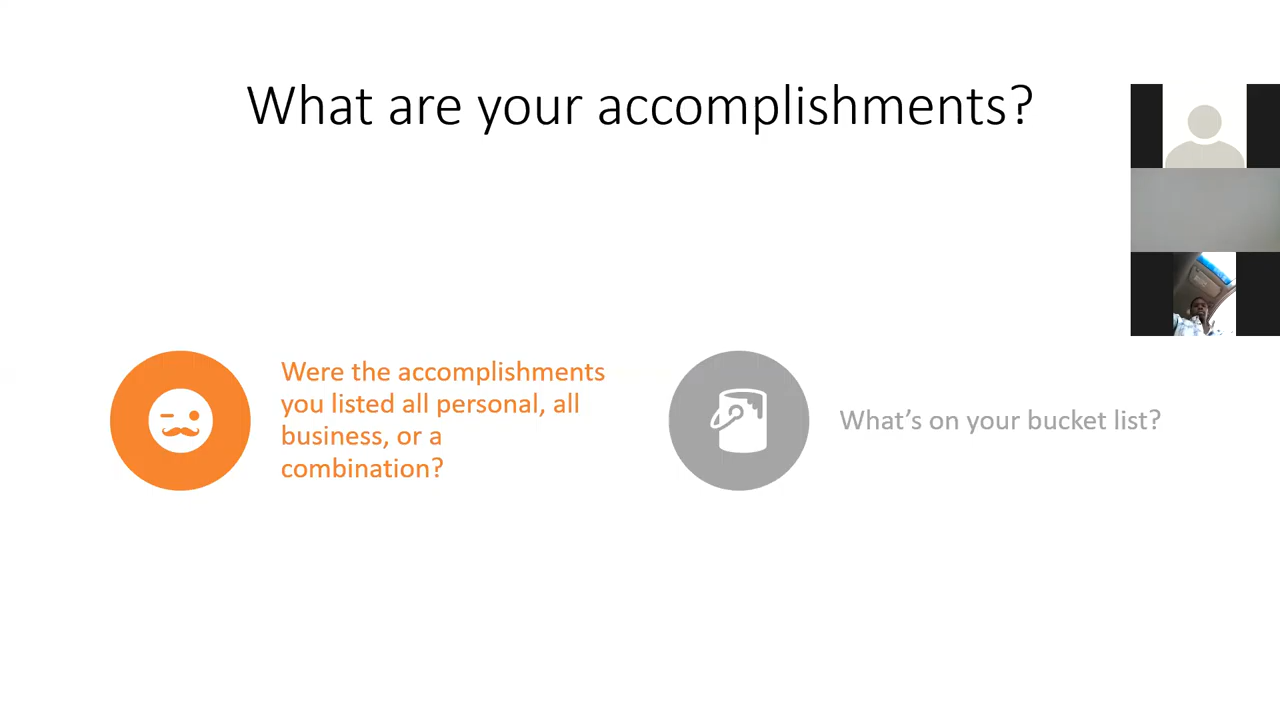 What are your accomplishments?
Were the accomplishments
you listed all personal, all
business, or a
combination?
What’s on your bucket list?